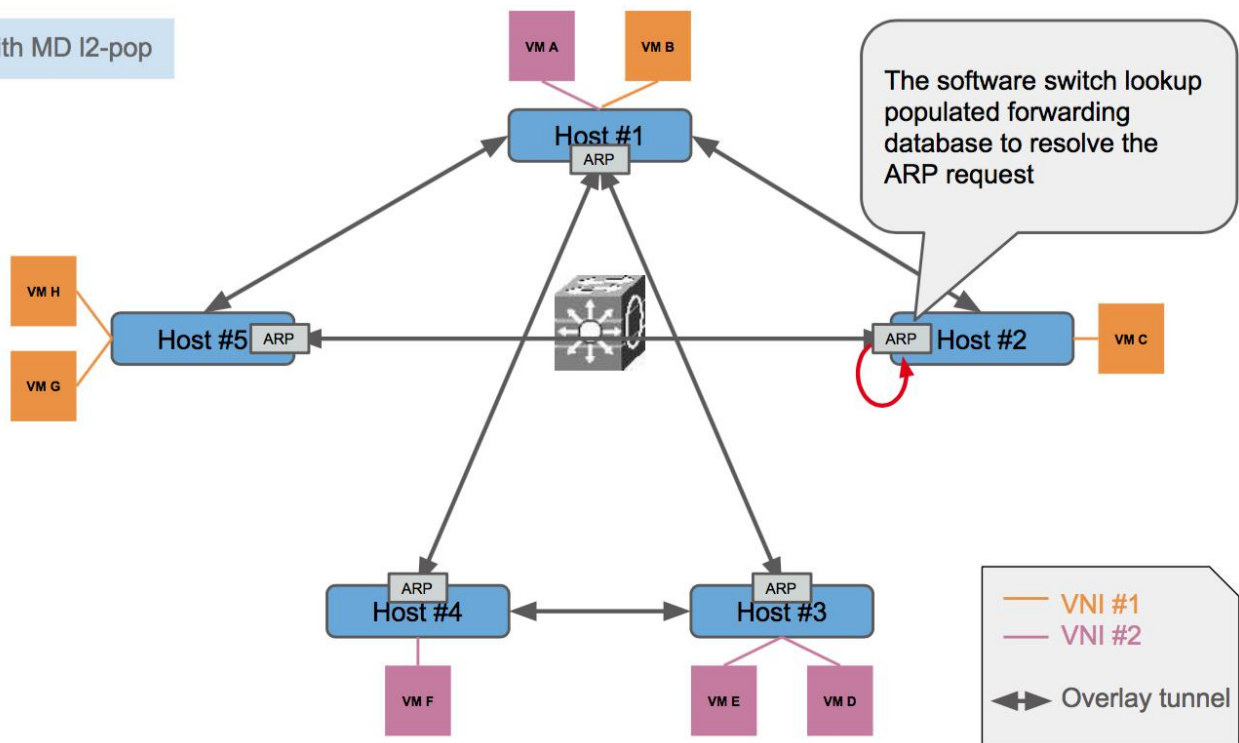 ith MD l2-pop
VM A
VM B
The software switch lookup
populated forwarding
database to resolve the
ARP request
Host #1
ARP
VM H
VM G
Host #5
ARP
ARP
Host #2
VM C
ARP
Host #4
VM F
ARP
Host #3
VM E
VM D
VNI #1
VNI #2
Overlay tunnel